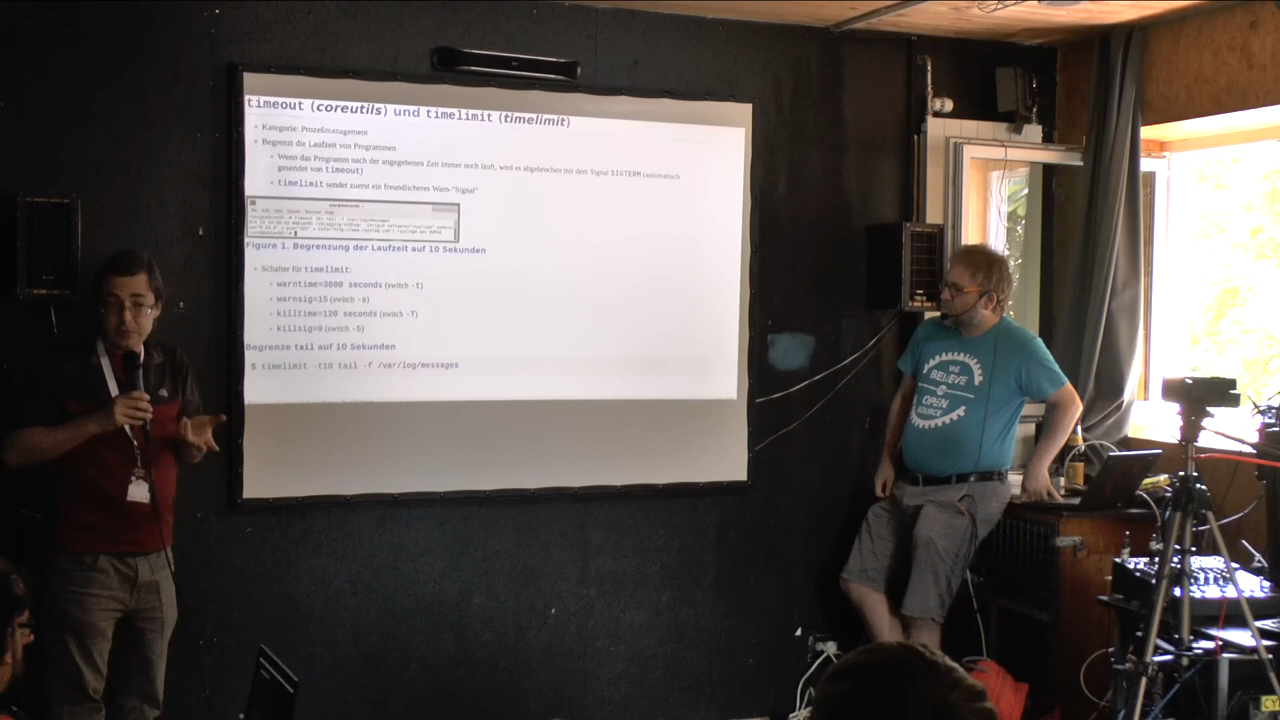 timeout (coreutils) und timelimit (timelimit)
Kategorie: Prozeßmanagement
Begrenzt die Laufzeit von Programmen
Wenn das Programm nach der angegebenen Zeit immer noch läuft, wird es abgebrochen mit dem Signal SIGTERM (automatisch
gesendet von timeout)
timelimit sendet zuerst ein freundliches Warn-"Signal"
Figure 1. Begrenzung der Laufzeit auf 10 Sekunden
Schalter für timelimit:
warntime=3600 seconds (switch -t)
warnsig=15 (switch -s)
killtime=120 seconds (switch -T)
killsig=9 (switch -S)
Begrenze tail auf 10 Sekunden
$ timelimit -t10 tail -f /var/log/messages
WE
BELIEVE
IN
OPEN
SOURCE